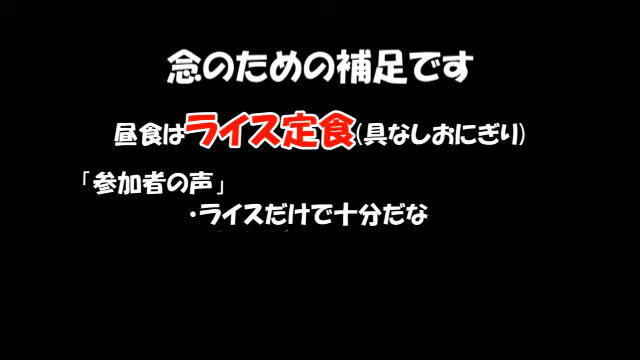 念のための補足です
昼食はライス定食(具なしおにぎり)
「参加者の声」
・ライスだけで十分だな